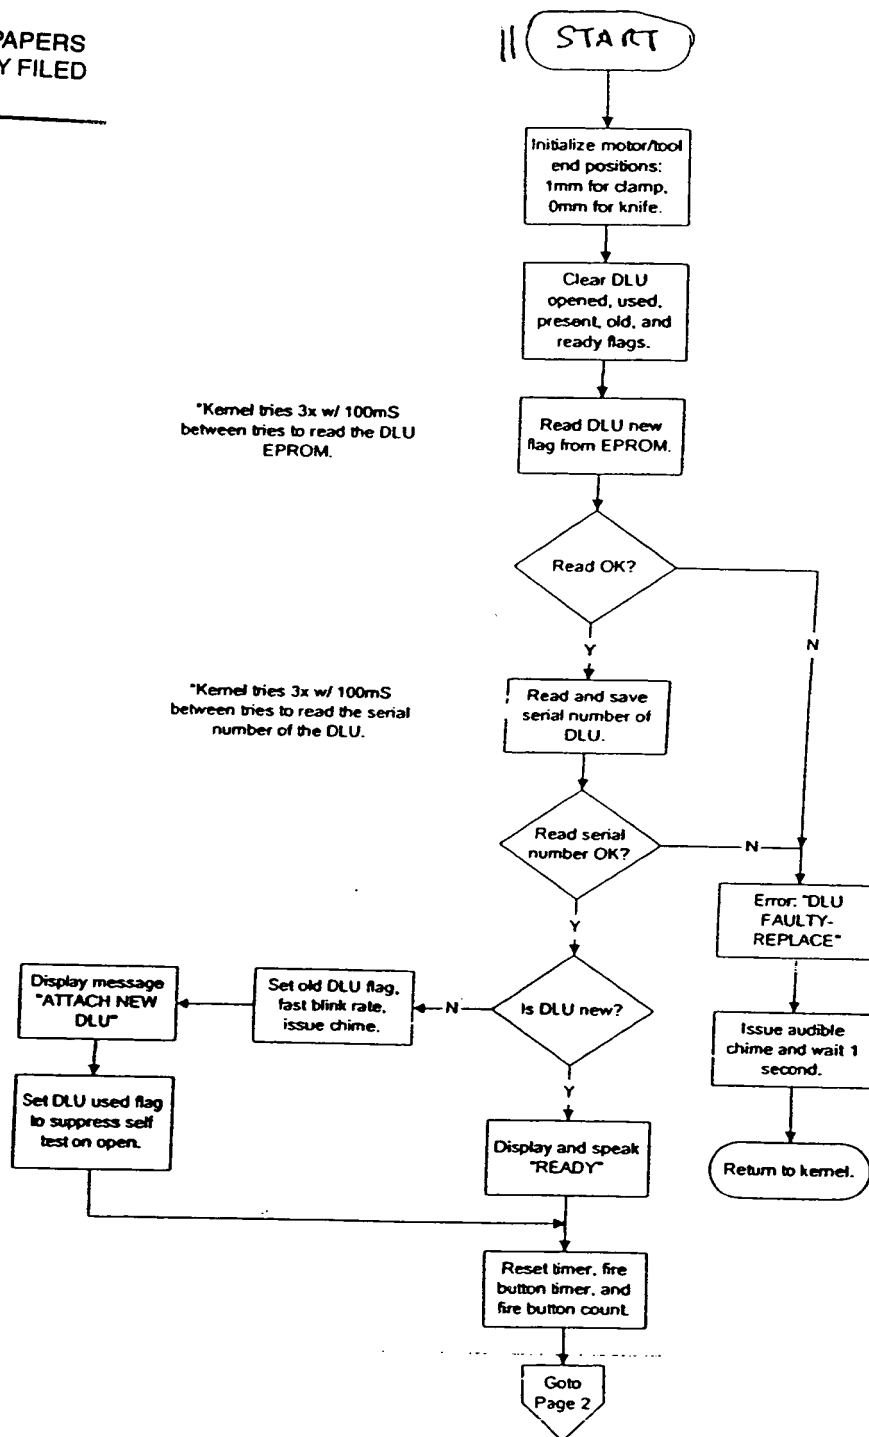 PAPERS
Y FILED
START
Initialize motor/tool
end positions:
1mm for clamp,
0mm for knife.
Clear DLU
opened, used,
present, old, and
ready flags.
"Kernel tries 3x w/ 100mS
between tries to read the DLU
EPROM.
Read DLU new
flag from EPROM.
Read OK?
N
Y
"Kernel tries 3x w/ 100mS
between tries to read the serial
number of the DLU.
Read and save
serial number of
DLU.
Read serial
number OK?
N
Y
Error: "DLU
FAULTY-
REPLACE"
Display message
"ATTACH NEW
DLU"
Set old DLU flag,
fast blink rate,
issue chime.
N
Is DLU new?
Issue audible
chime and wait 1
second.
Y
Set DLU used flag
to suppress self
test on open.
Display and speak
"READY"
Return to kernel.
Reset timer, fire
button timer, and
fire button count.
Goto
Page 2